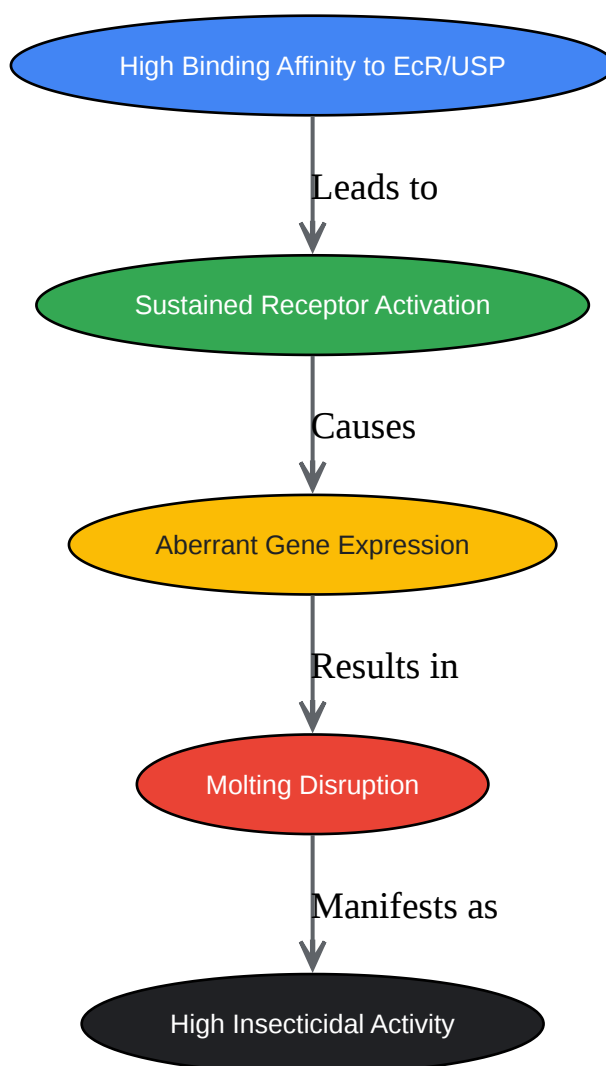 High Binding Affinity to EcR/USP
Leads to
Sustained Receptor Activation
Causes
Aberrant Gene Expression
Results in
Molting Disruption
Manifests as
High Insecticidal Activity